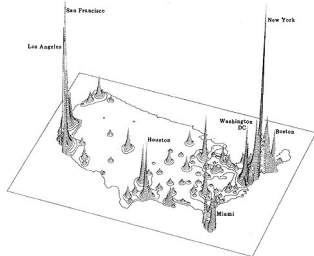 San Francisco
New York
Los Angeles
Washington
DC
Boston
Houston
Miami